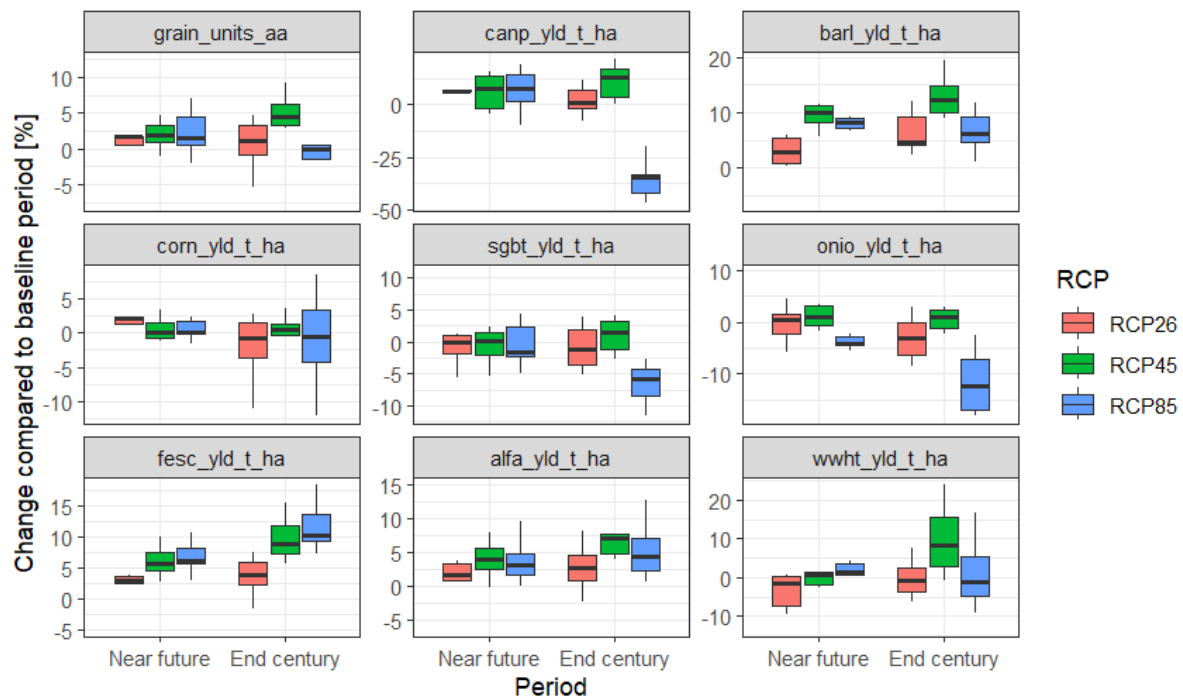 grain_units_aa
canp_yld_t_ha
barl_yld_t_ha
10
5
0
-5
0
-25
-50
20
10
0
corn_yld_t_ha
sgbt_yld_t_ha
onio_yld_t_ha
5
0
-5
-10
10
5
0
-5
-10
10
0
-10
fesc_yld_t_ha
alfa_yld_t_ha
wwht_yld_t_ha
15
10
5
0
-5
15
10
5
0
-5
20
10
0
-10
Near future
End century
Near future
End century
Near future
End century
Period
Change compared to baseline period [%]
RCP
RCP26
RCP45
RCP85